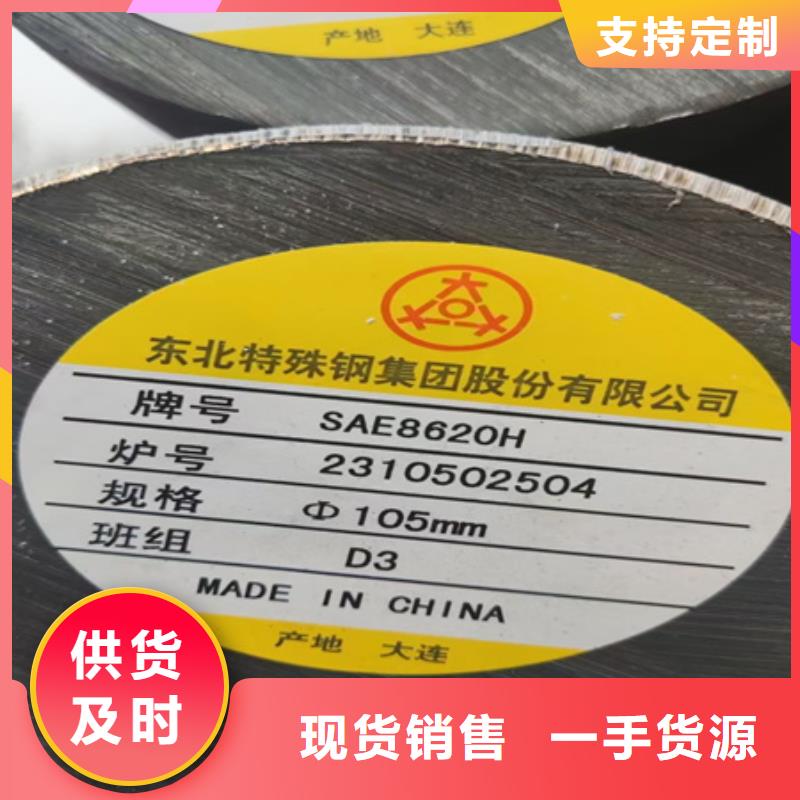 产地 大连
支持定制
东北特殊钢集团股份有限公司
牌号 SAE8620H
炉号 2310502504
规格 Φ105mm
班组 D3
MADE IN CHINA
产地 大连
供货
及时
现货销售 一手货源